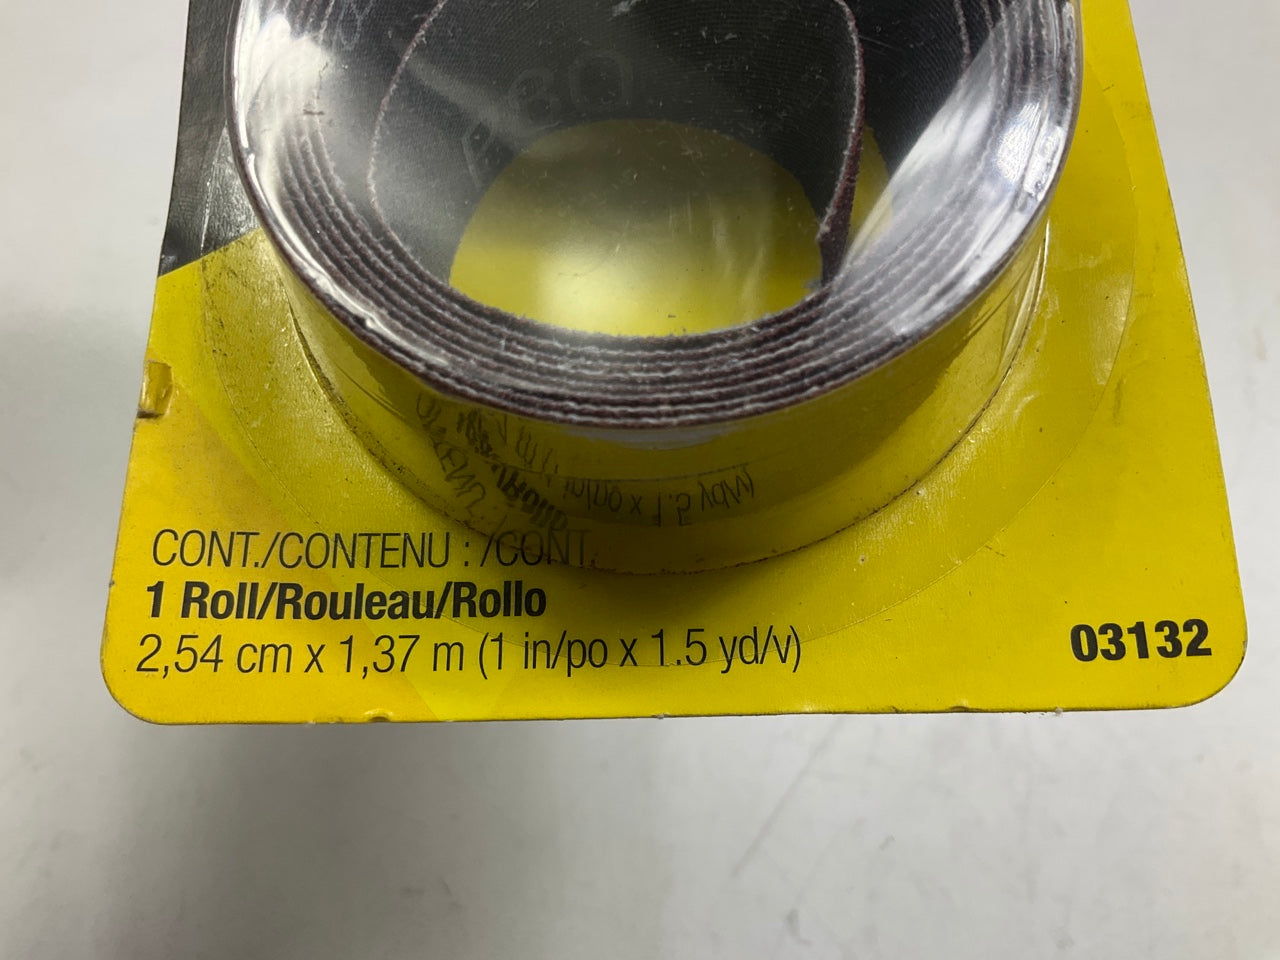 CONT./CONTENU : /CONT.
1 Roll/Rouleau/Rollo
2,54 cm x 1,37 m (1 in/po x 1.5 yd/v)
03132